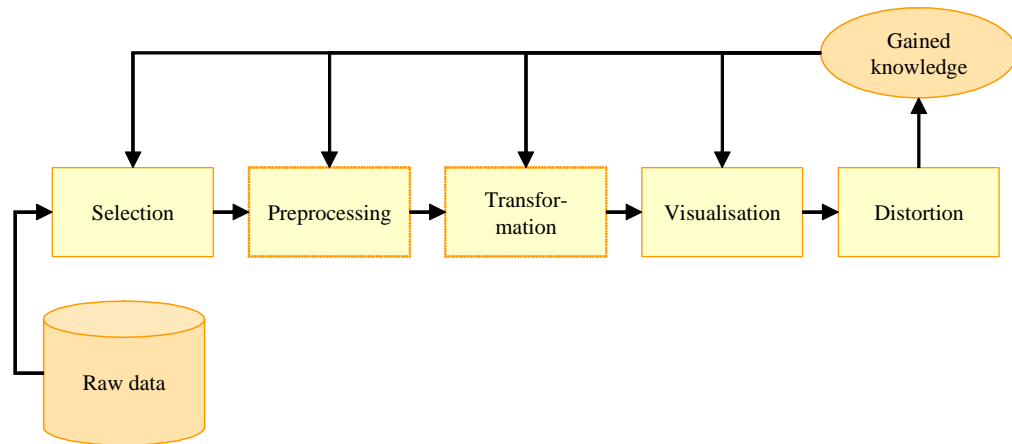 Gained
knowledge
Selection
Preprocessing
Transfor-
mation
Visualisation
Distortion
Raw data